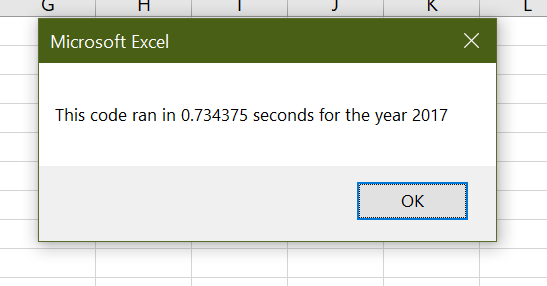 G H I J K L
Microsoft Excel
This code ran in 0.734375 seconds for the year 2017
OK